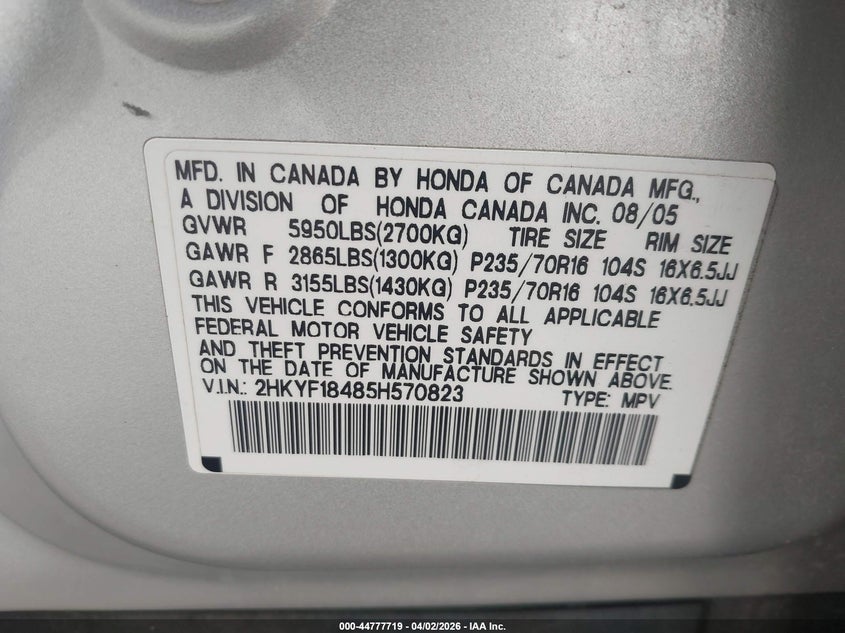 MFD. IN CANADA BY HONDA OF CANADA MFG.,
A DIVISION OF HONDA CANADA INC. 08/05
GVWR 5950LBS(2700KG) TIRE SIZE RIM SIZE
GAWR F 2865LBS(1300KG) P235/70R16 104S 16X6.5JJ
GAWR R 3155LBS(1430KG) P235/70R16 104S 16X6.5JJ
THIS VEHICLE CONFORMS TO ALL APPLICABLE
FEDERAL MOTOR VEHICLE SAFETY
AND THEFT PREVENTION STANDARDS IN EFFECT
ON THE DATE OF MANUFACTURE SHOWN ABOVE.
V.I.N.: 2HKYF18485H570823 TYPE: MPV
000-44777719 - 04/02/2026 - IAA Inc.